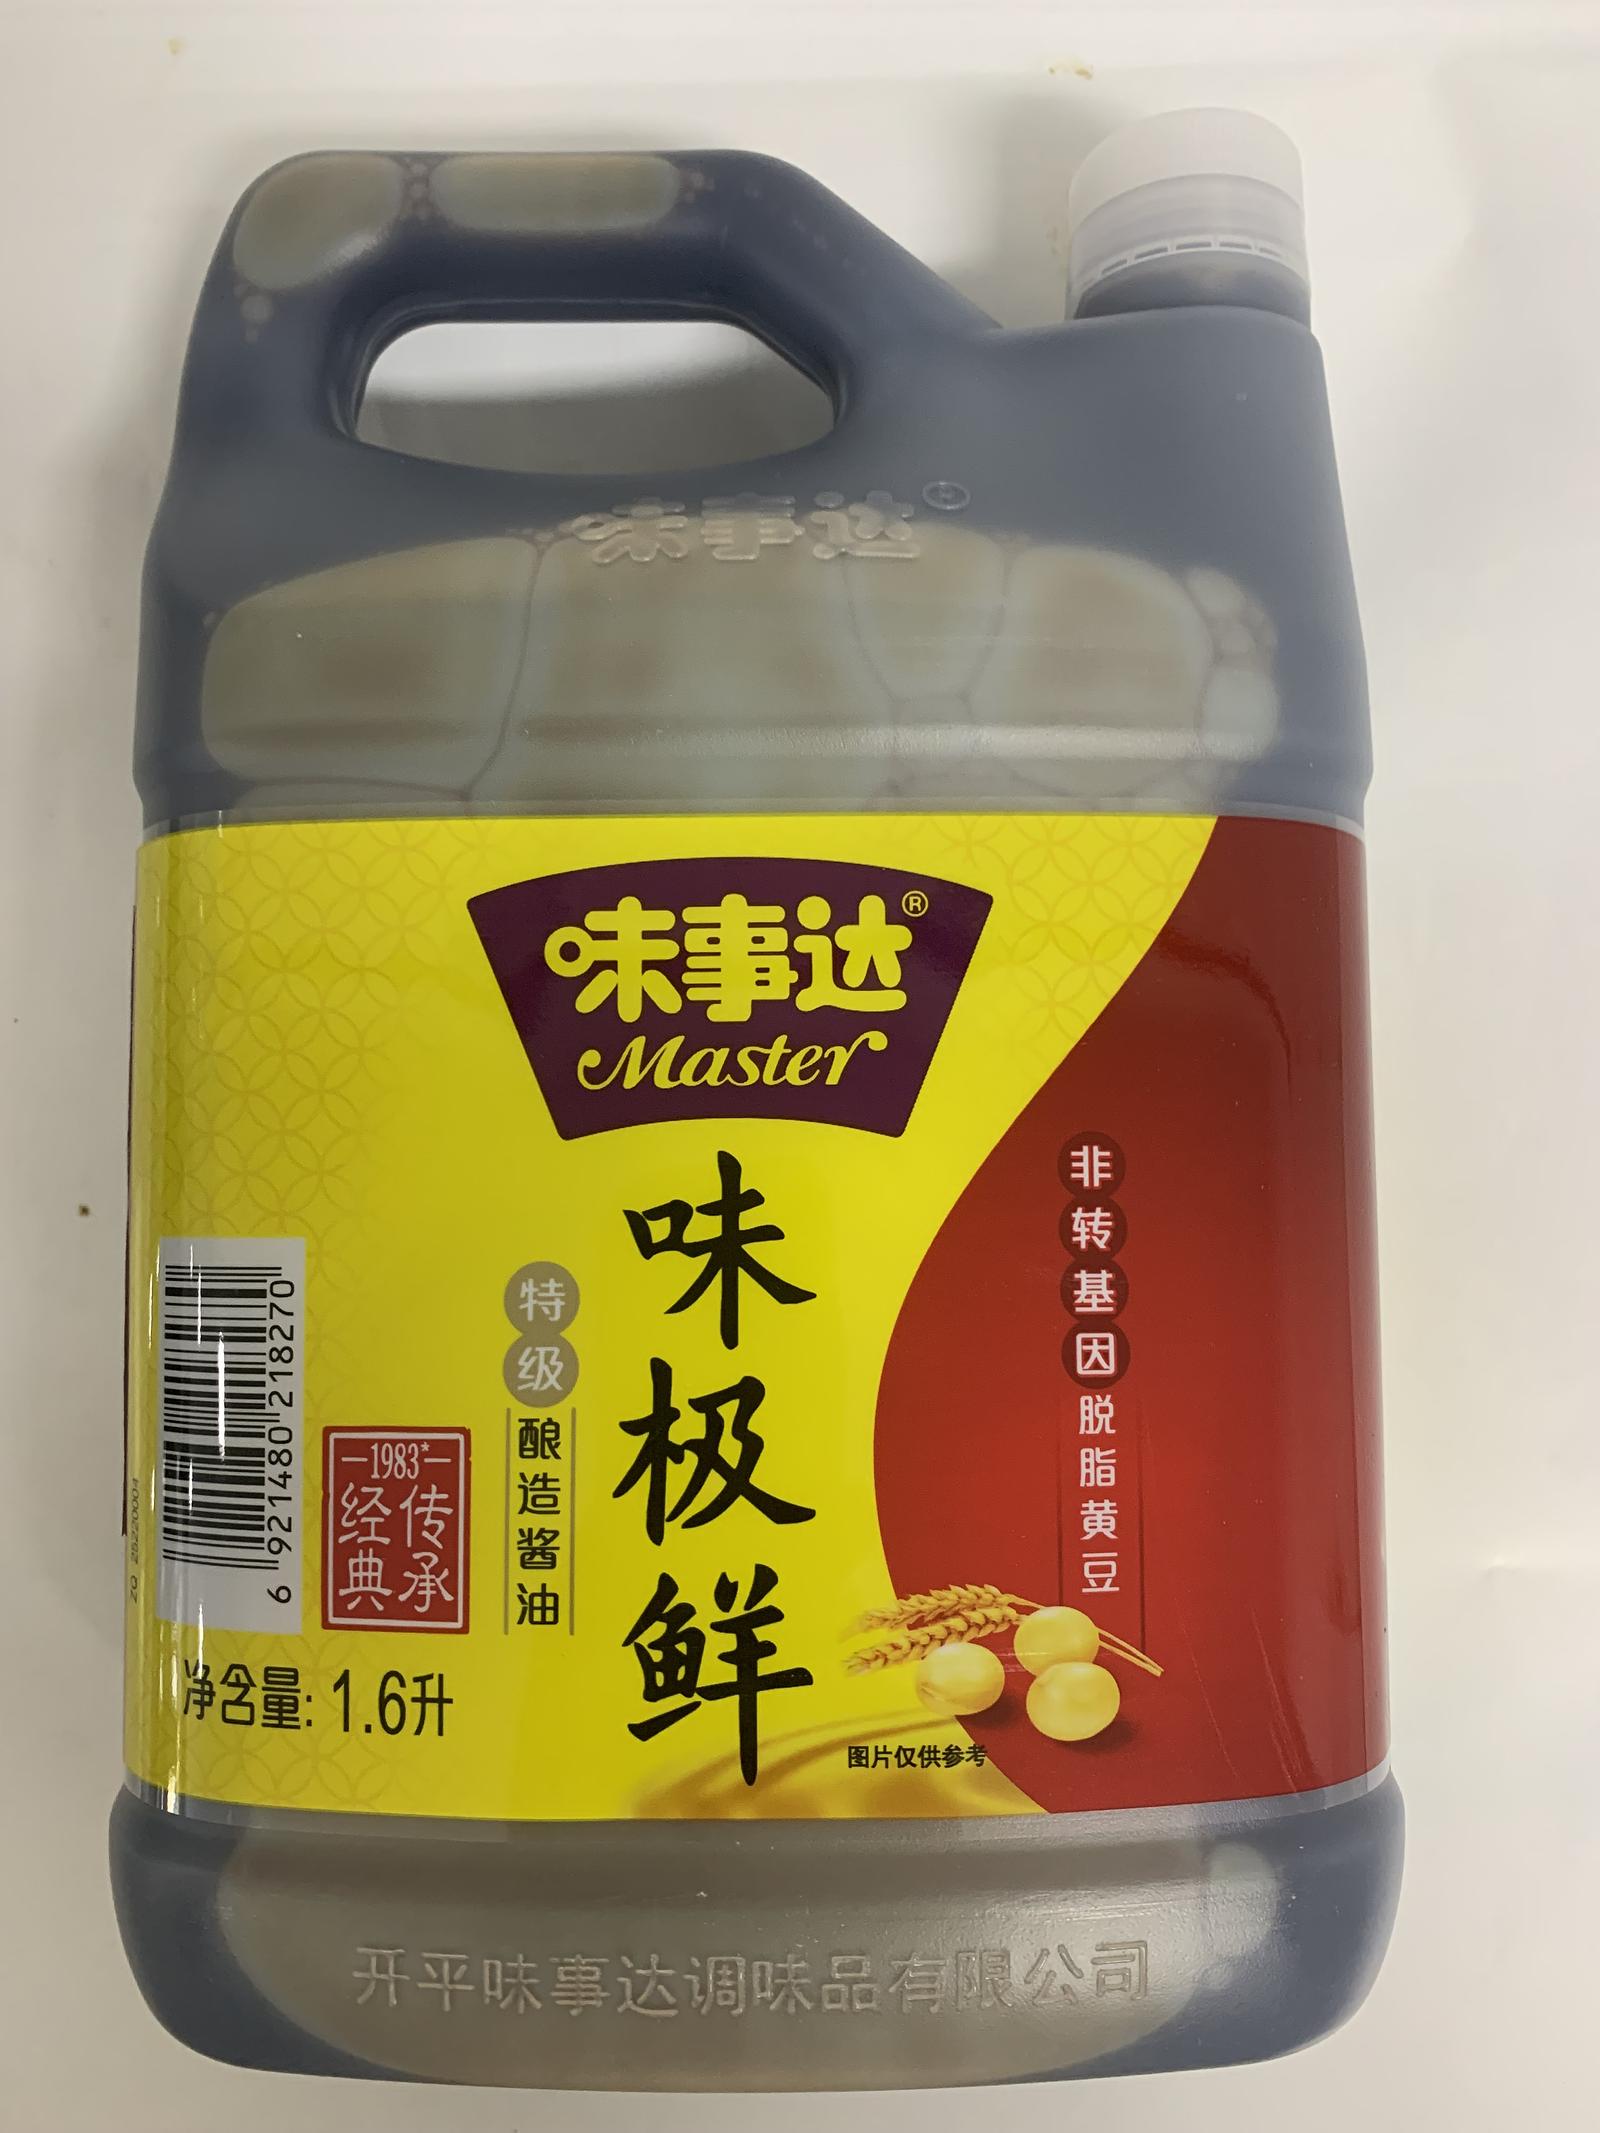 味事达®
味事达®
Master
味极鲜
特级
酿造酱油
非转基因脱脂黄豆
—1983*—
经典传承
6 921480 218270
ZQ 25220004
净含量: 1.6升
图片仅供参考
开平味事达调味品有限公司